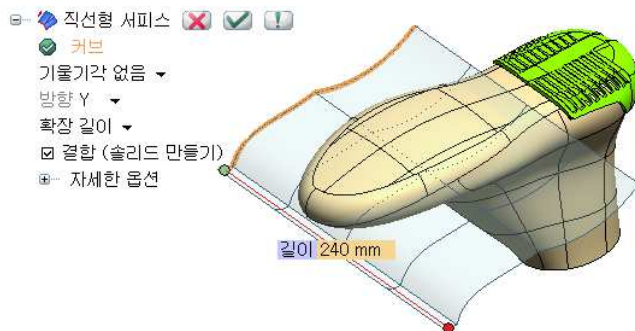 직선형 서피스
커브
기울기각 없음
방향 Y
확장 길이
결합 (솔리드 만들기)
자세한 옵션
길이 240 mm